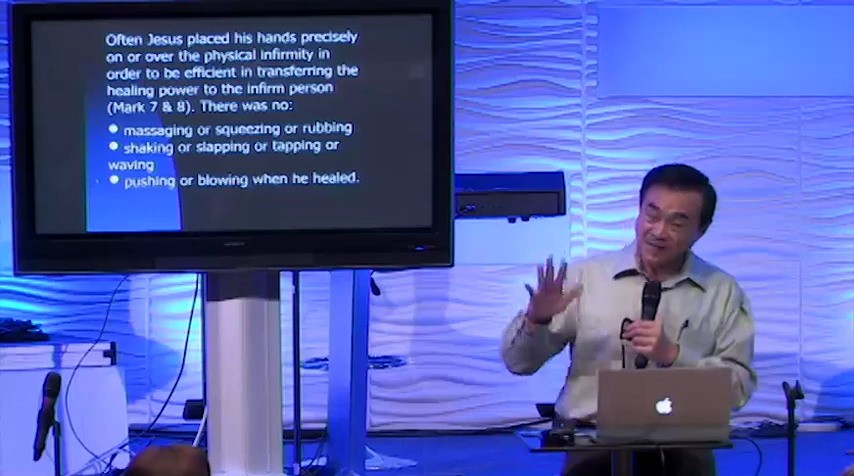 Often Jesus placed his hands precisely
on or over the physical infirmity in
order to be efficient in transferring the
healing power to the infirm person
(Mark 7 & 8). There was no:
● massaging or squeezing or rubbing
● shaking or slapping or tapping or
waving
● pushing or blowing when he healed.